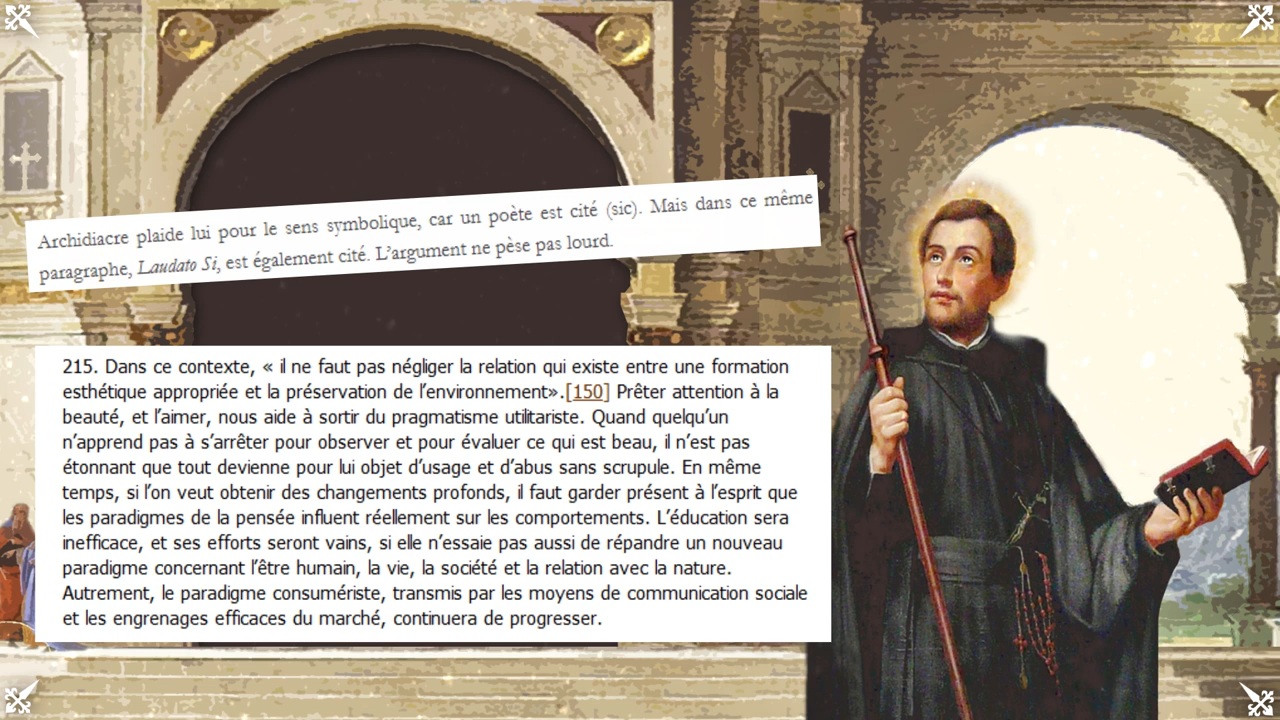 Archidiacre plaide lui pour le sens symbolique, car un poète est cité (sic). Mais dans ce même
paragraphe, Laudato Si, est également cité. L'argument ne pèse pas lourd.
215. Dans ce contexte, « il ne faut pas négliger la relation qui existe entre une formation
esthétique appropriée et la préservation de l'environnement».[150] Prêter attention à la
beauté, et l'aimer, nous aide à sortir du pragmatisme utilitariste. Quand quelqu'un
n'apprend pas à s'arrêter pour observer et pour évaluer ce qui est beau, il n'est pas
étonnant que tout devienne pour lui objet d'usage et d'abus sans scrupule. En même
temps, si l'on veut obtenir des changements profonds, il faut garder présent à l'esprit que
les paradigmes de la pensée influent réellement sur les comportements. L'éducation sera
inefficace, et ses efforts seront vains, si elle n'essaie pas aussi de répandre un nouveau
paradigme concernant l'être humain, la vie, la société et la relation avec la nature.
Autrement, le paradigme consumériste, transmis par les moyens de communication sociale
et les engrenages efficaces du marché, continuera de progresser.